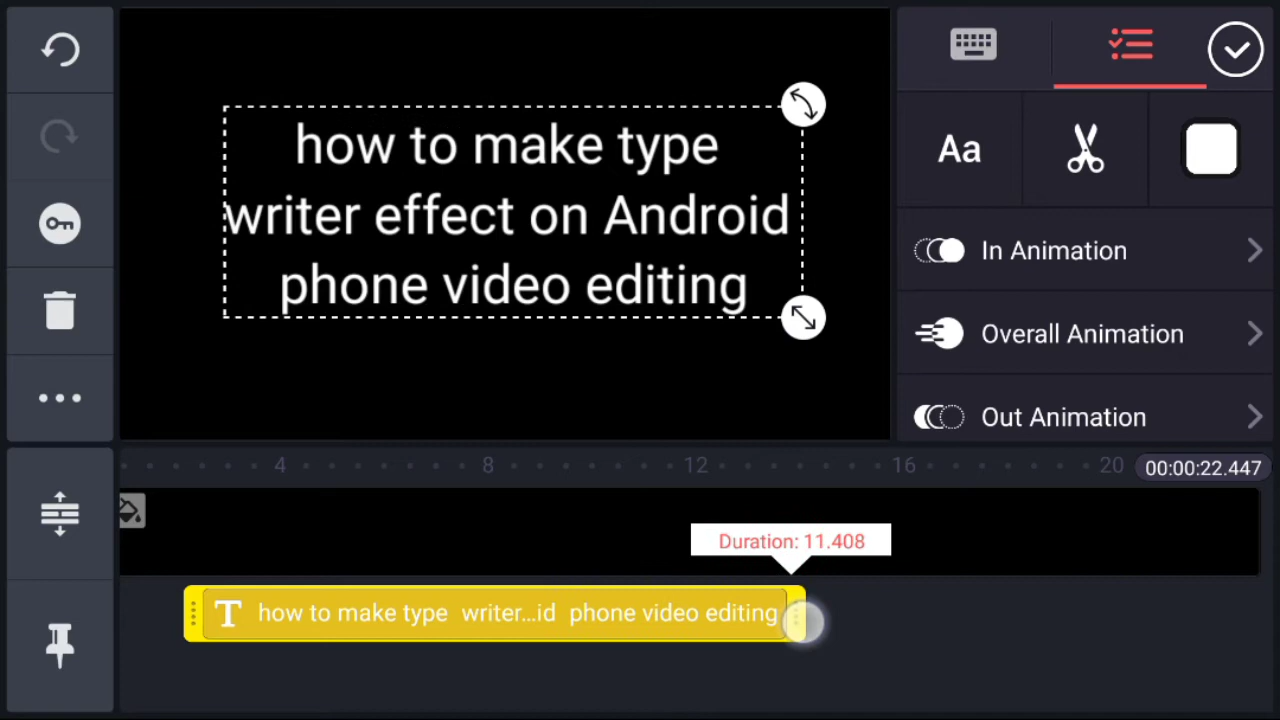 how to make type
writer effect on Android
phone video editing
Aa
In Animation
Overall Animation
Out Animation
4 8 12 16 20 00:00:22.447
Duration: 11.408
T how to make type writer...id phone video editing